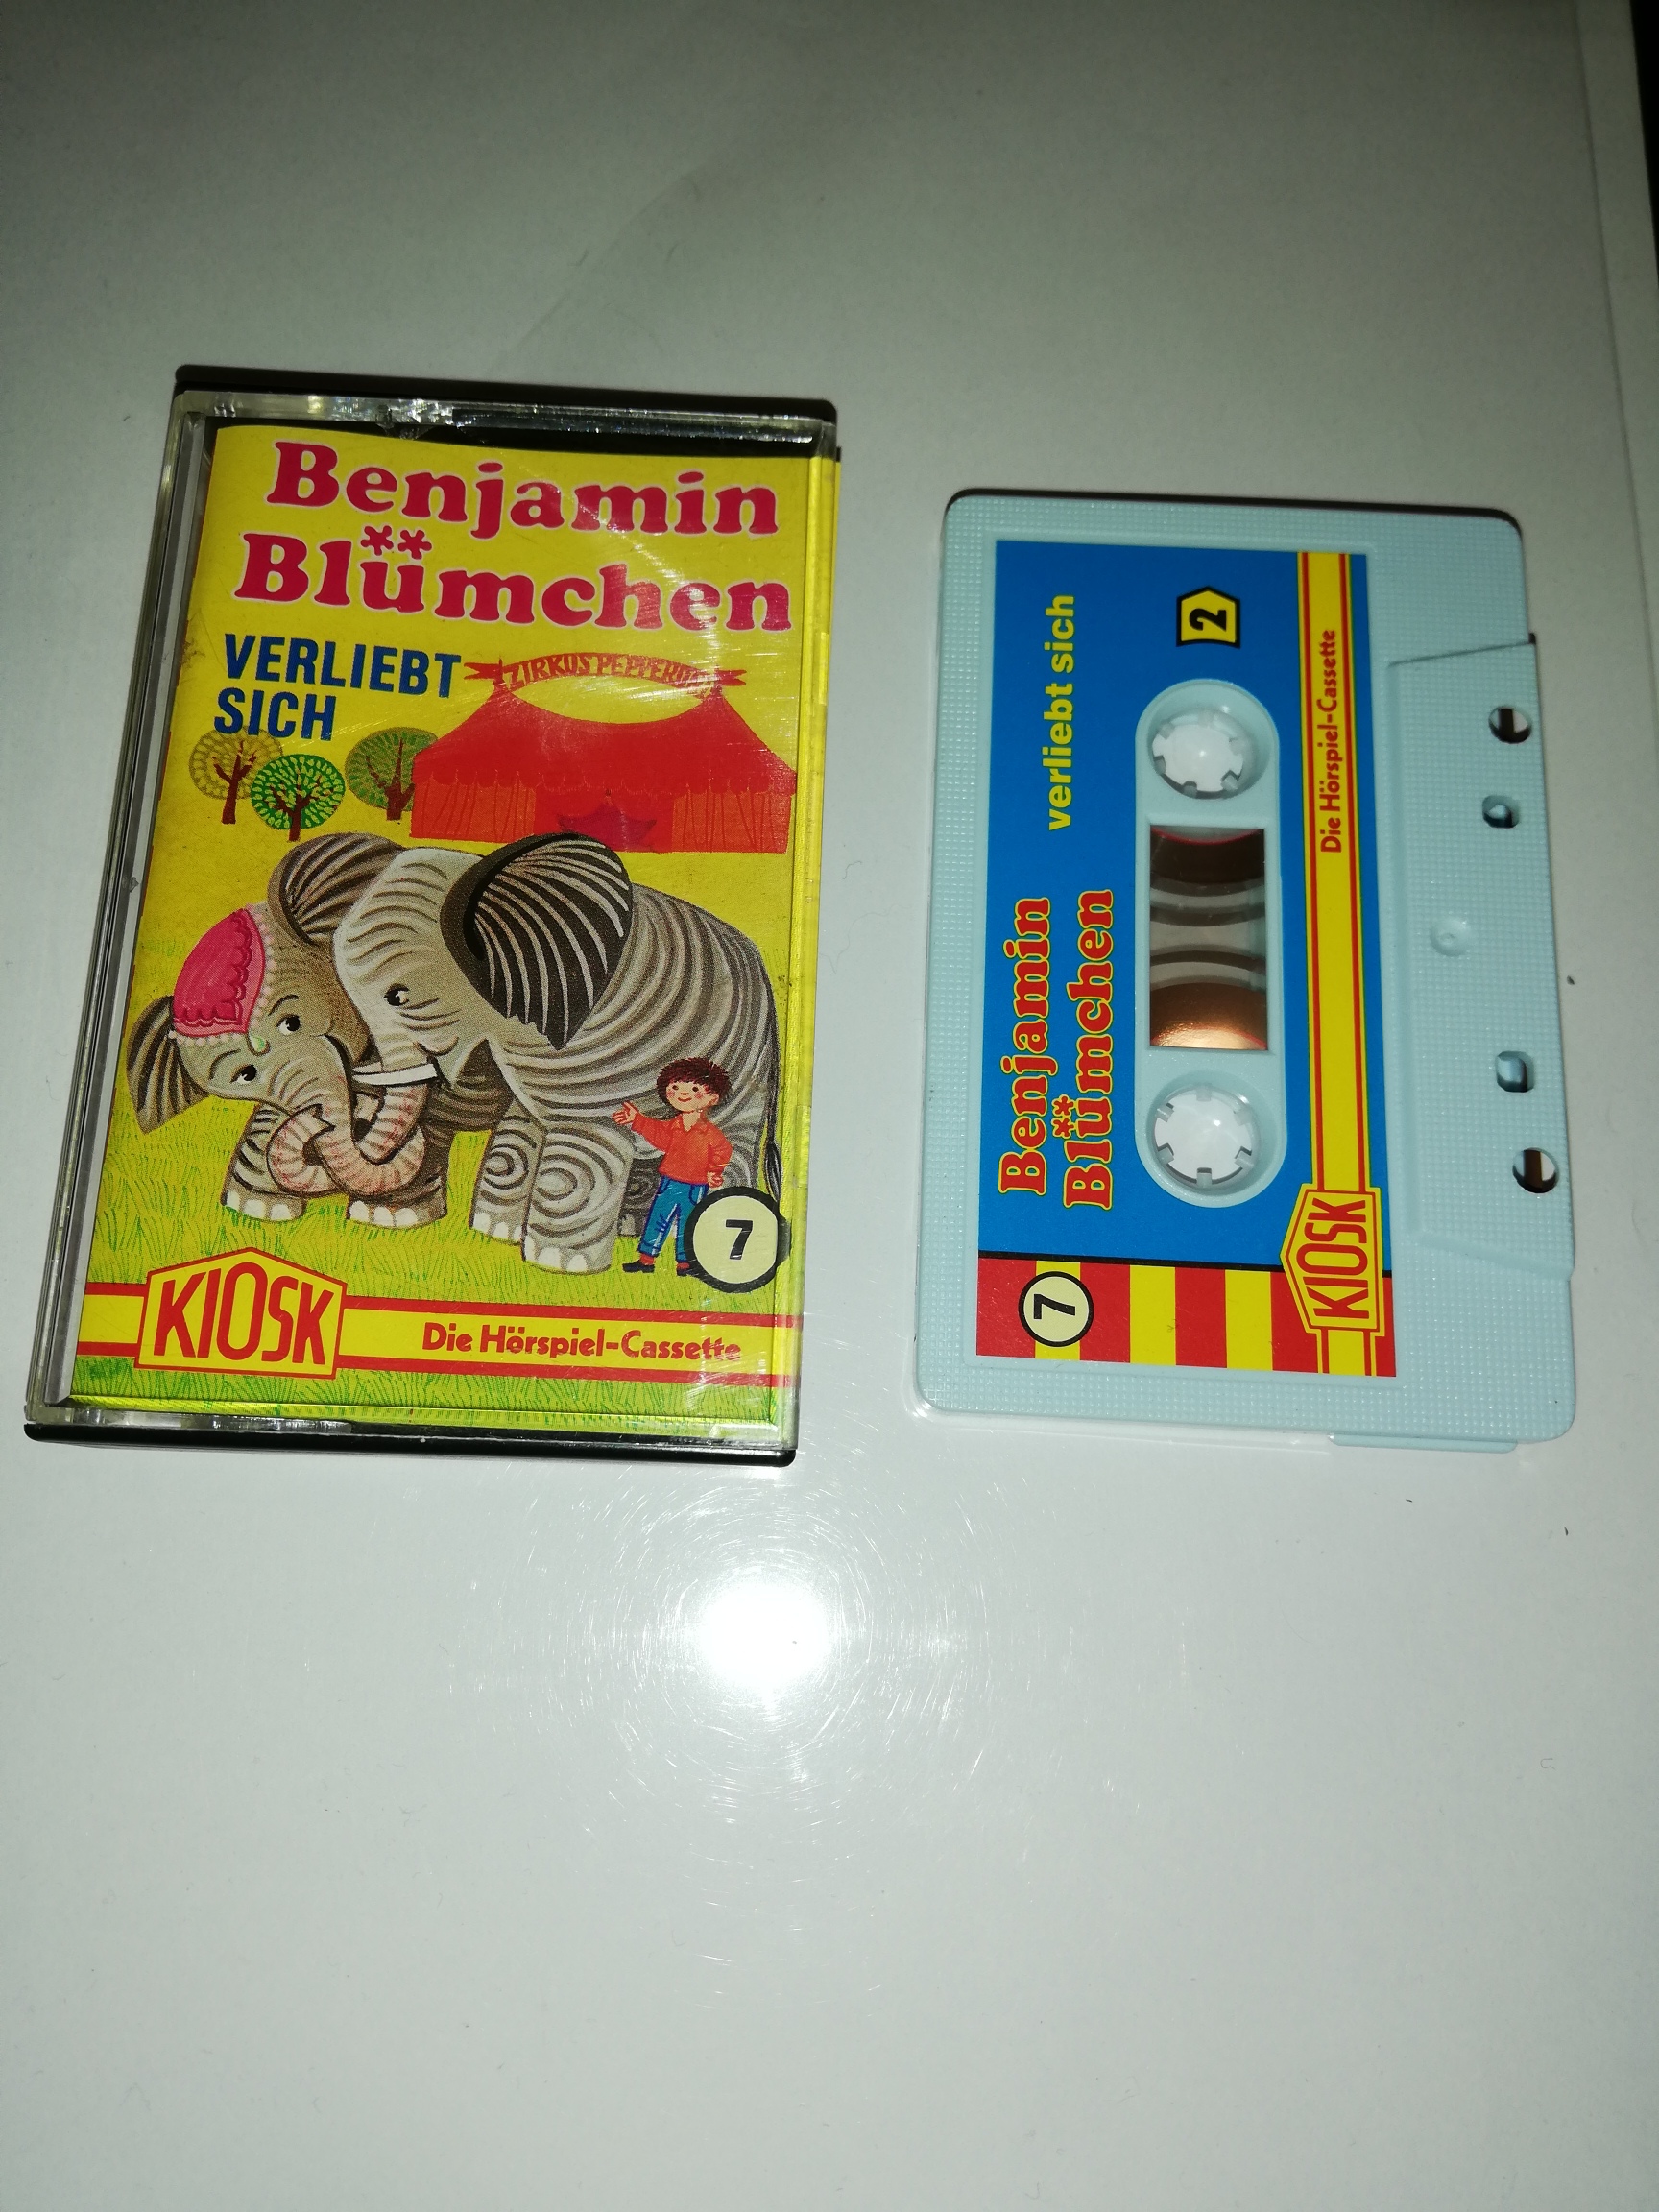 Benjamin
Blümchen
VERLIEBT
SICH
ZIRKUS
7
KIOSK
Die Hörspiel-Cassette
Benjamin
Blümchen
verliebt sich
2
7
KIOSK
Die Hörspiel-Cassette